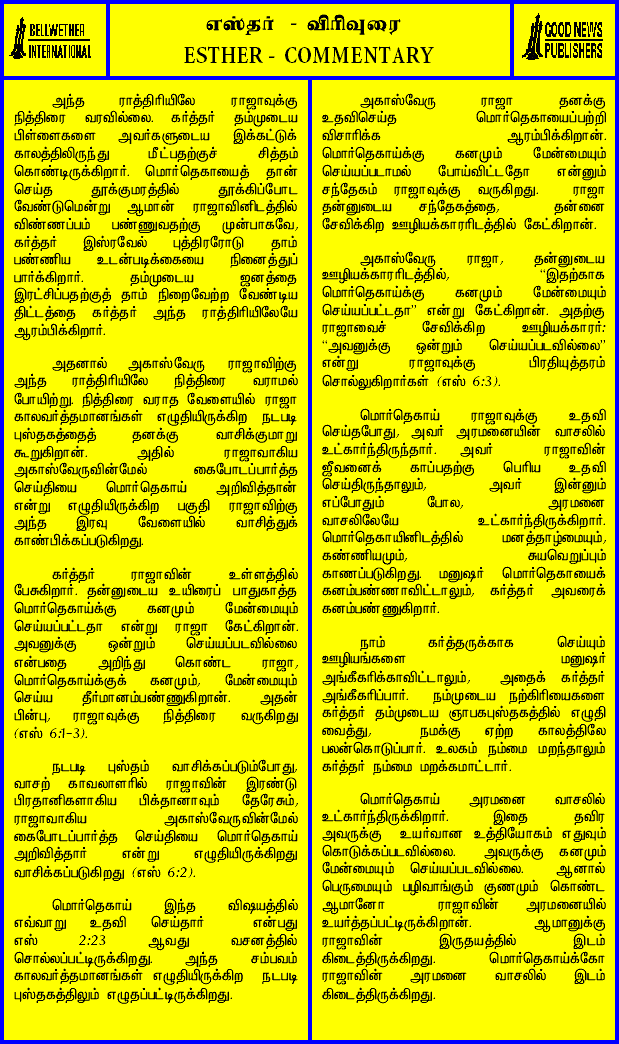 BELLWETHER
INTERNATIONAL
எஸ்தர் - விரிவுரை
ESTHER - COMMENTARY
GOOD NEWS
PUBLISHERS
அந்த ராத்திரியிலே ராஜாவுக்கு
நித்திரை வரவில்லை. கர்த்தர் தம்முடைய
பிள்ளைகளை அவர்களுடைய இக்கட்டுக்
காலத்திலிருந்து மீட்பதற்குச் சித்தம்
கொண்டிருக்கிறார். மொர்தெகாயைத் தான்
செய்த தூக்குமரத்தில் தூக்கிப்போட
வேண்டுமென்று ஆமான் ராஜாவினிடத்தில்
விண்ணப்பம் பண்ணுவதற்கு முன்பாகவே,
கர்த்தர் இஸ்ரவேல் புத்திரரோடு தாம்
பண்ணிய உடன்படிக்கையை நினைத்துப்
பார்க்கிறார். தம்முடைய ஜனத்தை
இரட்சிப்பதற்குத் தாம் நிறைவேற்ற வேண்டிய
திட்டத்தை கர்த்தர் அந்த ராத்திரியிலேயே
ஆரம்பிக்கிறார்.
அதனால் அகாஸ்வேரு ராஜாவிற்கு
அந்த ராத்திரியிலே நித்திரை வராமல்
போயிற்று. நித்திரை வராத வேளையில் ராஜா
காலவர்த்தமானங்கள் எழுதியிருக்கிற நடபடி
புஸ்தகத்தைத் தனக்கு வாசிக்குமாறு
கூறுகிறான். அதில் ராஜாவாகிய
அகாஸ்வேருவின்மேல் கைபோடப்பார்த்த
செய்தியை மொர்தெகாய் அறிவித்தான்
என்று எழுதியிருக்கிற பகுதி ராஜாவிற்கு
அந்த இரவு வேளையில் வாசித்துக்
காண்பிக்கப்படுகிறது.
கர்த்தர் ராஜாவின் உள்ளத்தில்
பேசுகிறார். தன்னுடைய உயிரைப் பாதுகாத்த
மொர்தெகாய்க்கு கனமும் மேன்மையும்
செய்யப்பட்டதா என்று ராஜா கேட்கிறான்.
அவனுக்கு ஒன்றும் செய்யப்படவில்லை
என்பதை அறிந்து கொண்ட ராஜா,
மொர்தெகாய்க்குக் கனமும், மேன்மையும்
செய்ய தீர்மானம்பண்ணுகிறான். அதன்
பின்பு, ராஜாவுக்கு நித்திரை வருகிறது
(எஸ் 6:1-3).
நடபடி புஸ்தம் வாசிக்கப்படும்போது,
வாசற் காவலாளரில் ராஜாவின் இரண்டு
பிரதானிகளாகிய பிக்தானாவும் தேரேசும்,
ராஜாவாகிய அகாஸ்வேருவின்மேல்
கைபோடப்பார்த்த செய்தியை மொர்தெகாய்
அறிவித்தார் என்று எழுதியிருக்கிறது
வாசிக்கப்படுகிறது (எஸ் 6:2).
மொர்தெகாய் இந்த விஷயத்தில்
எவ்வாறு உதவி செய்தார் என்பது
எஸ் 2:23 ஆவது வசனத்தில்
சொல்லப்பட்டிருக்கிறது. அந்த சம்பவம்
காலவர்த்தமானங்கள் எழுதியிருக்கிற நடபடி
புஸ்தகத்திலும் எழுதப்பட்டிருக்கிறது.
அகாஸ்வேரு ராஜா தனக்கு
உதவிசெய்த மொர்தெகாயைப்பற்றி
விசாரிக்க ஆரம்பிக்கிறான்.
மொர்தெகாய்க்கு கனமும் மேன்மையும்
செய்யப்படாமல் போய்விட்டதோ என்னும்
சந்தேகம் ராஜாவுக்கு வருகிறது. ராஜா
தன்னுடைய சந்தேகத்தை, தன்னை
சேவிக்கிற ஊழியக்காரரிடத்தில் கேட்கிறான்.
அகாஸ்வேரு ராஜா, தன்னுடைய
ஊழியக்காரரிடத்தில், “இதற்காக
மொர்தெகாய்க்கு கனமும் மேன்மையும்
செய்யப்பட்டதா” என்று கேட்கிறான். அதற்கு
ராஜாவைச் சேவிக்கிற ஊழியக்காரர்:
“அவனுக்கு ஒன்றும் செய்யப்படவில்லை”
என்று ராஜாவுக்கு பிரதியுத்தரம்
சொல்லுகிறார்கள் (எஸ் 6:3).
மொர்தெகாய் ராஜாவுக்கு உதவி
செய்தபோது, அவர் அரமனையின் வாசலில்
உட்கார்ந்திருந்தார். அவர் ராஜாவின்
ஜீவனைக் காப்பதற்கு பெரிய உதவி
செய்திருந்தாலும், அவர் இன்னும்
எப்போதும் போல, அரமனை
வாசலிலேயே உட்கார்ந்திருக்கிறார்.
மொர்தெகாயினிடத்தில் மனத்தாழ்மையும்,
கண்ணியமும், சுயவெறுப்பும்
காணப்படுகிறது. மனுஷர் மொர்தெகாயைக்
கனம்பண்ணாவிட்டாலும், கர்த்தர் அவரைக்
கனம்பண்ணுகிறார்.
நாம் கர்த்தருக்காக செய்யும்
ஊழியங்களை மனுஷர்
அங்கீகரிக்காவிட்டாலும், அதைக் கர்த்தர்
அங்கீகரிப்பார். நம்முடைய நற்கிரியைகளை
கர்த்தர் தம்முடைய ஞாபகபுஸ்தகத்தில் எழுதி
வைத்து, நமக்கு ஏற்ற காலத்திலே
பலன்கொடுப்பார். உலகம் நம்மை மறந்தாலும்
கர்த்தர் நம்மை மறக்கமாட்டார்.
மொர்தெகாய் அரமனை வாசலில்
உட்கார்ந்திருக்கிறார். இதை தவிர
அவருக்கு உயர்வான உத்தியோகம் எதுவும்
கொடுக்கப்படவில்லை. அவருக்கு கனமும்
மேன்மையும் செய்யப்படவில்லை. ஆனால்
பெருமையும் பழிவாங்கும் குணமும் கொண்ட
ஆமானோ ராஜாவின் அரமனையில்
உயர்த்தப்பட்டிருக்கிறான். ஆமானுக்கு
ராஜாவின் இருதயத்தில் இடம்
கிடைத்திருக்கிறது. மொர்தெகாய்க்கோ
ராஜாவின் அரமனை வாசலில் இடம்
கிடைத்திருக்கிறது.